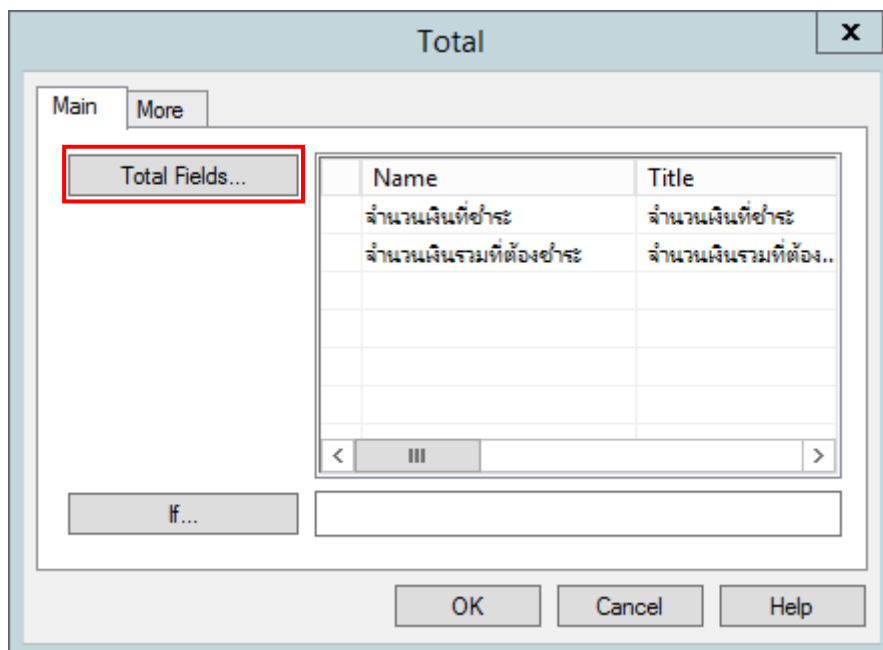 Total
x
Main More
Total Fields...
Name Title
จำนวนเงินที่ชำระ จำนวนเงินที่ชำระ
จำนวนเงินรวมที่ต้องชำระ จำนวนเงินรวมที่ต้อง..
If...
OK Cancel Help